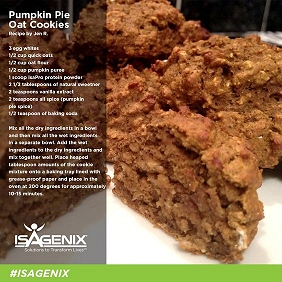 Pumpkin Pie
Oat Cookies
Recipe by Jen R.
3 egg whites
1/2 cup quick oats
1/2 cup oat flour
1/2 cup pumpkin puree
1 scoop IsaPro protein powder
2 1/2 tablespoons of natural sweetner
2 teaspoons vanilla extract
2 teaspoons all spice (pumpkin
pie spice)
1/2 teaspoon of baking soda
Mix all the dry ingredients in a bowl
and then mix all the wet ingredients
in a separate bowl. Add the wet
ingredients to the dry ingredients and
mix together well. Place heaped
tablespoon amounts of the cookie
mixture onto a baking tray lined with
grease-proof paper and place in the
oven at 200 degrees for approximately
10-15 minutes.
ISAGENIX
Solutions to Transform Lives™
#ISAGENIX